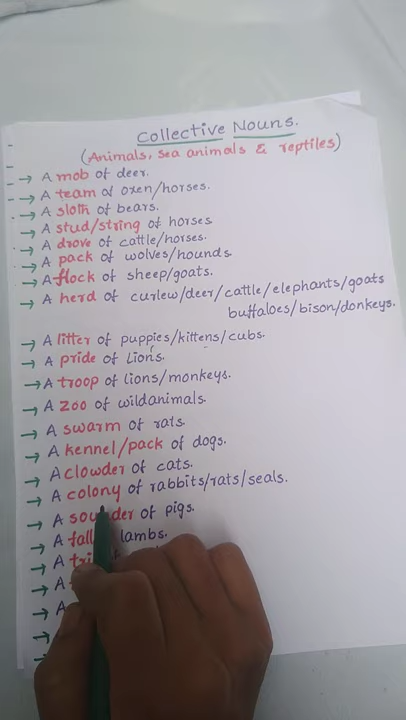 Collective Nouns.
(Animals, sea animals & reptiles)
→ A mob of deer.
→ A team of oxen/horses.
→ A sloth of bears.
→ A stud/string of horses
→ A drove of cattle/horses.
→ A pack of wolves/hounds
→ A flock of sheep/goats.
→ A herd of curlew/deer/cattle/elephants/goats
buffaloes/bison/donkeys.
→ A litter of puppies/kittens/cubs.
→ A pride of Lions.
→ A troop of lions/monkeys.
→ A zoo of wildanimals.
→ A swarm of rats.
→ A kennel/pack of dogs.
→ A clowder of cats.
→ A colony of rabbits/rats/seals.
→ A sounder of pigs.
→ A fall lambs.
→ A
→ A
→ A